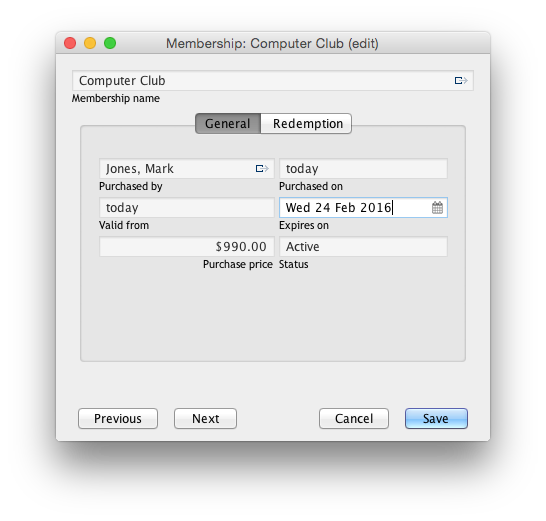 Membership: Computer Club (edit)
Computer Club
Membership name
General Redemption
Jones, Mark today
Purchased by Purchased on
today Wed 24 Feb 2016
Valid from Expires on
$990.00 Active
Purchase price Status
Previous Next Cancel Save